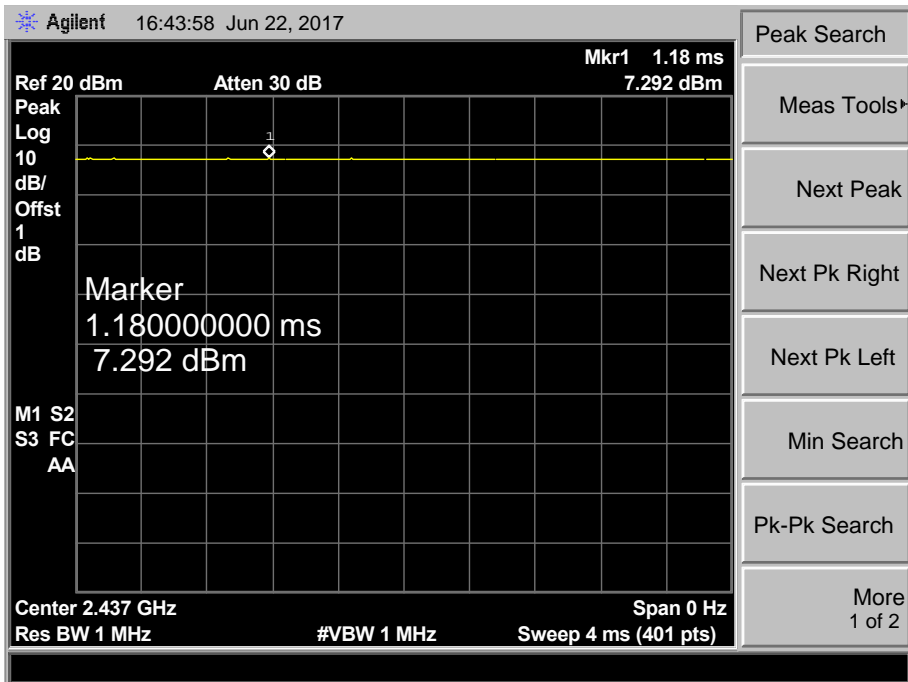 Agilent 16:43:58 Jun 22, 2017
Mkr1 1.18 ms
Ref 20 dBm Atten 30 dB 7.292 dBm
Peak
Log
10
dB/
Offst
1
dB
1
Marker
1.180000000 ms
7.292 dBm
M1 S2
S3 FC
AA
Center 2.437 GHz Span 0 Hz
Res BW 1 MHz #VBW 1 MHz Sweep 4 ms (401 pts)
Peak Search
Meas Tools
Next Peak
Next Pk Right
Next Pk Left
Min Search
Pk-Pk Search
More
1 of 2